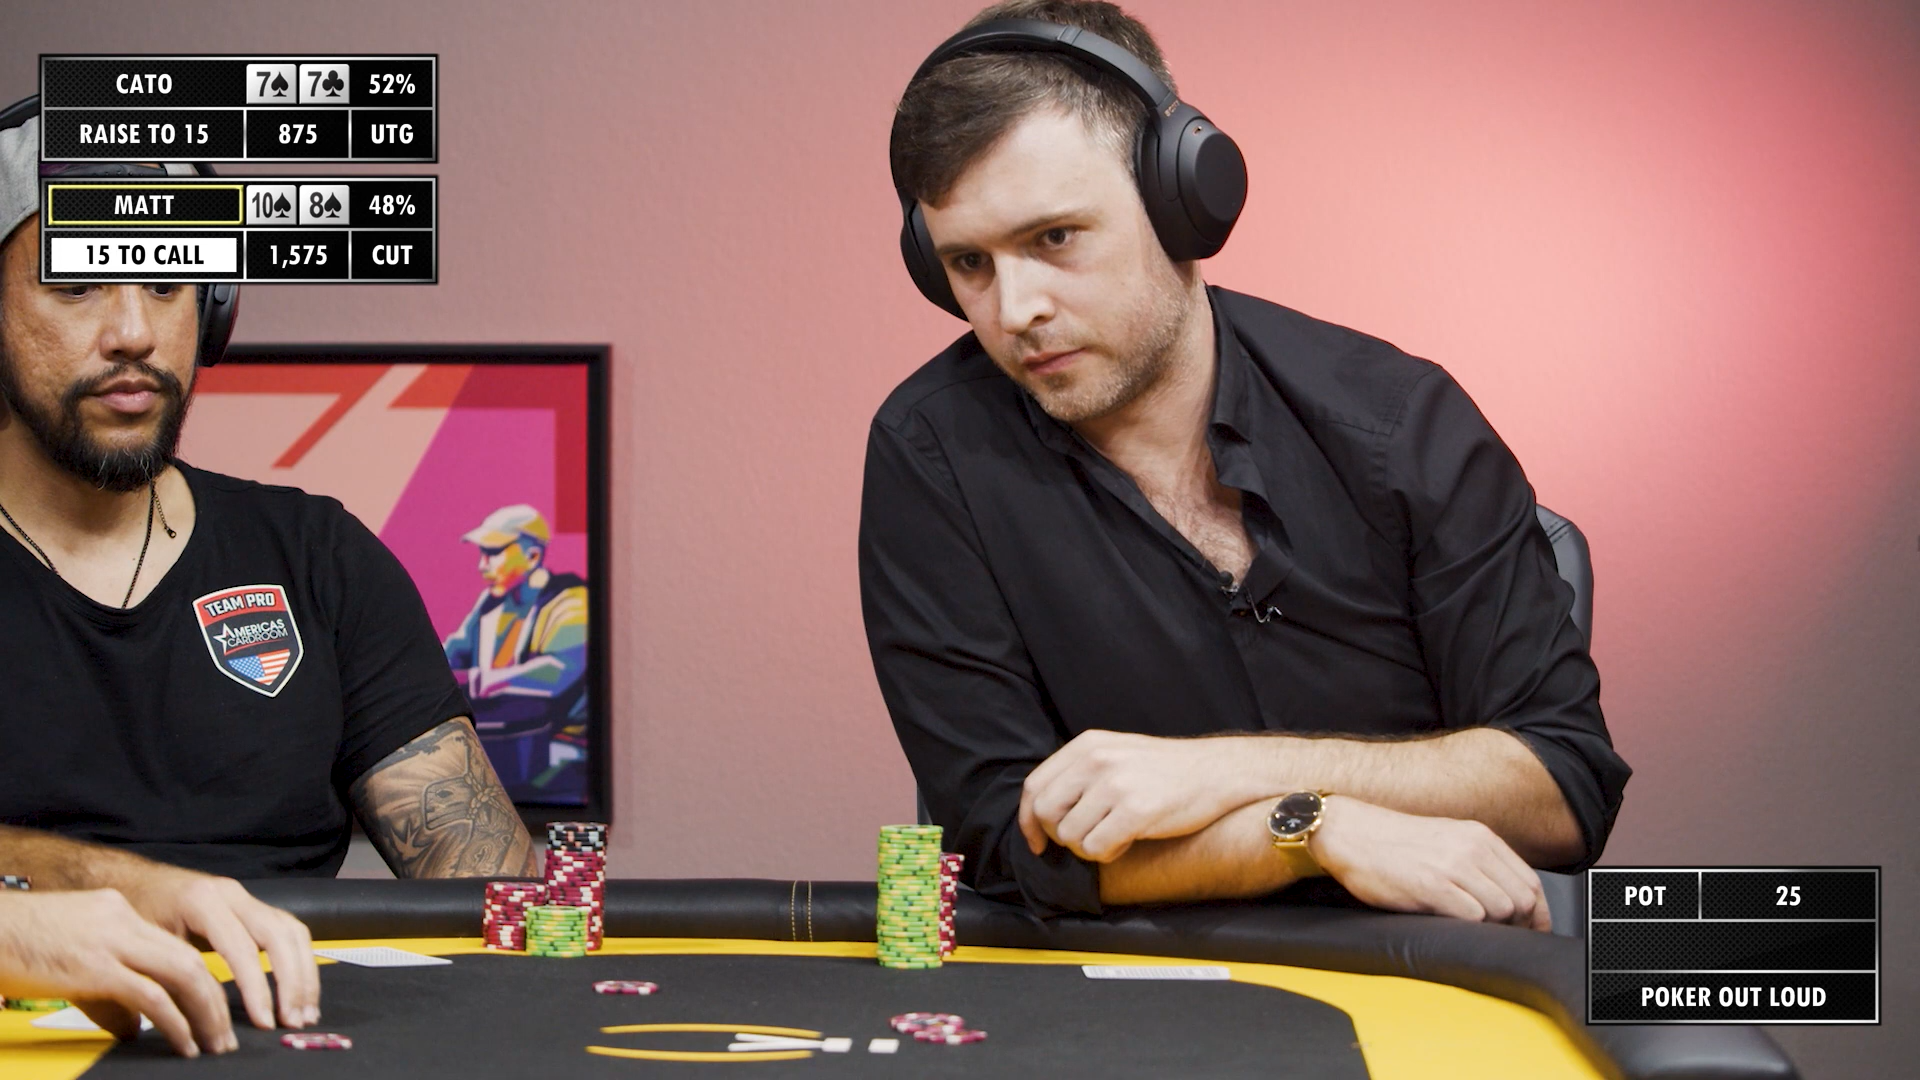 CATO 7♠ 7♣ 52%
RAISE TO 15 875 UTG
MATT 10♠ 8♠ 48%
15 TO CALL 1,575 CUT
TEAM PRO
AMERICAS
CARDROOM
POT 25
POKER OUT LOUD